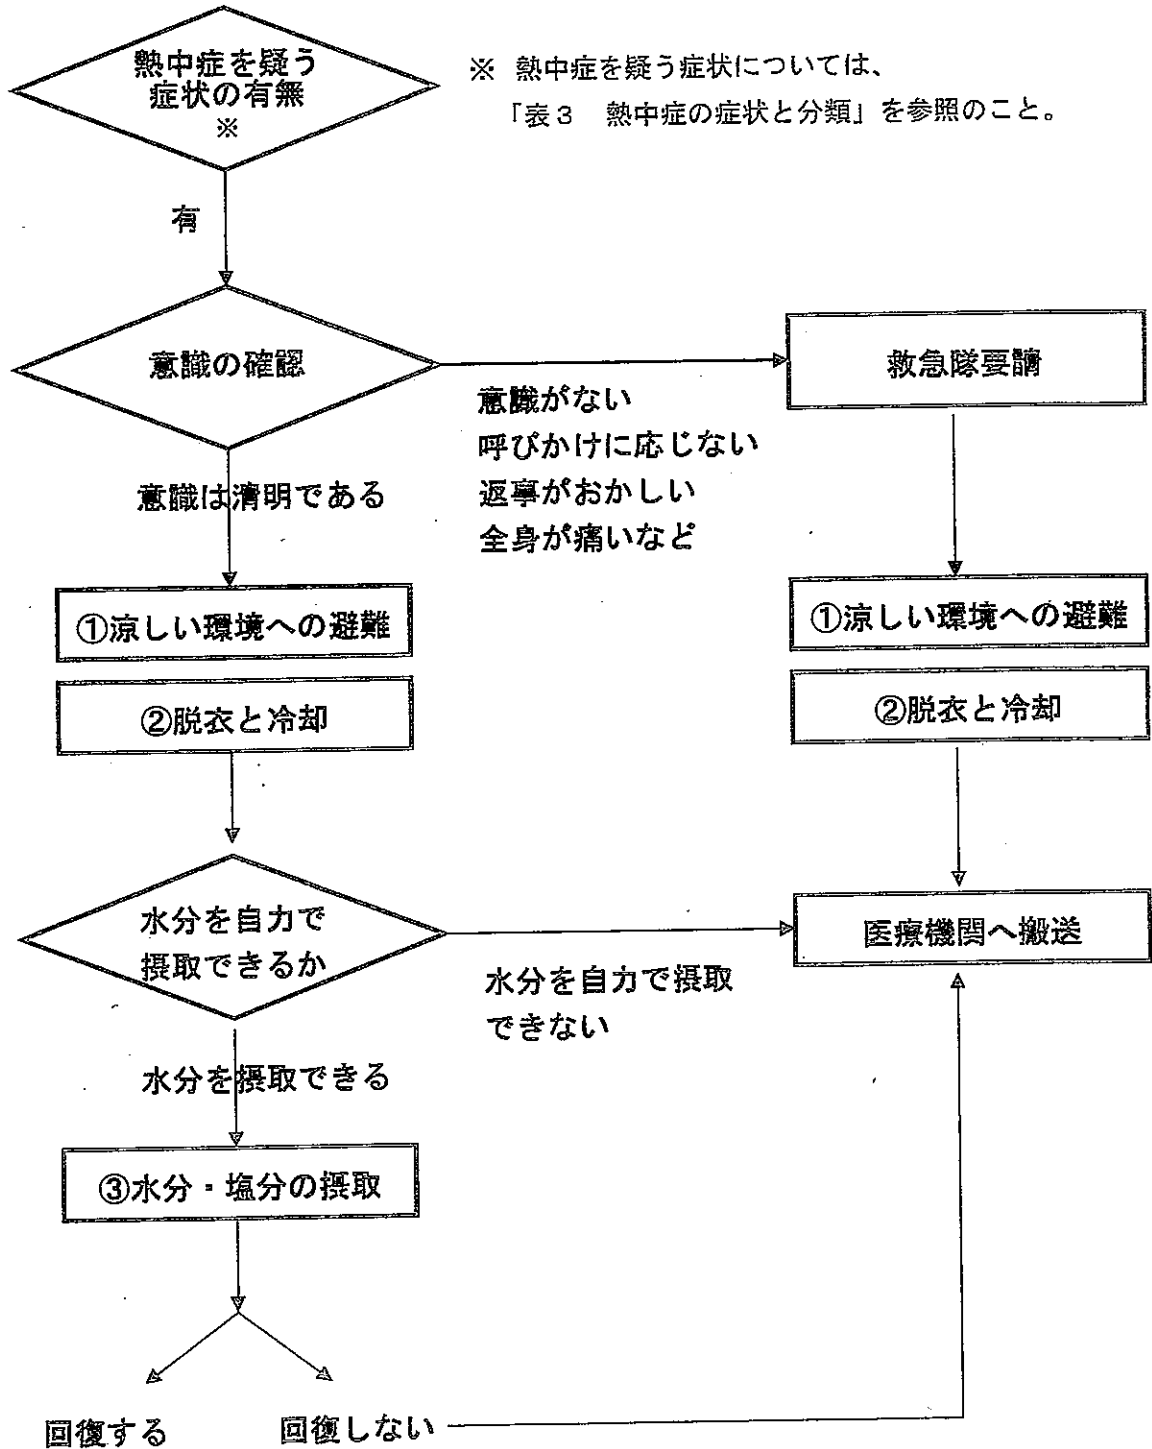 熱中症を疑う
症状の有無
※
※ 熱中症を疑う症状については、
「表3 熱中症の症状と分類」を参照のこと。
有
意識の確認
救急隊要請
意識がない
呼びかけに応じない
返事がおかしい
全身が痛いなど
意識は清明である
①涼しい環境への避難
①涼しい環境への避難
②脱衣と冷却
②脱衣と冷却
水分を自力で
摂取できるか
医療機関へ搬送
水分を自力で摂取
できない
水分を摂取できる
③水分・塩分の摂取
回復する
回復しない